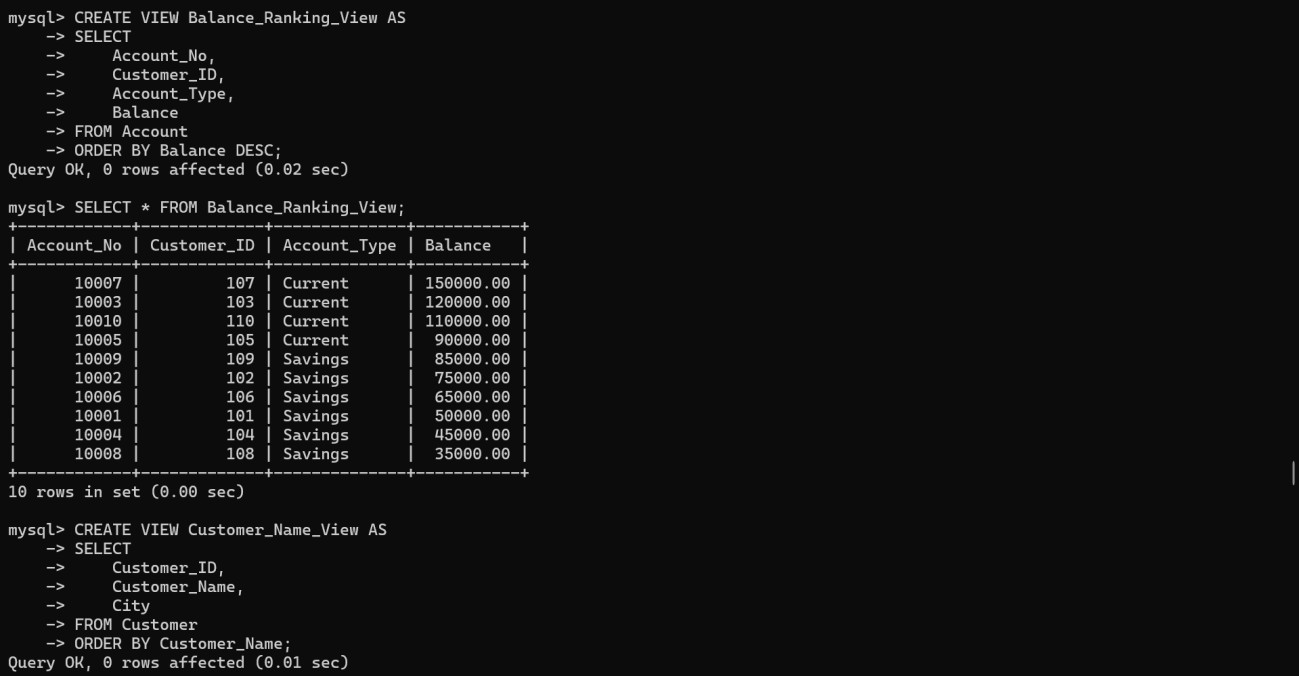 mysql> CREATE VIEW Balance_Ranking_View AS
    -> SELECT
    ->     Account_No,
    ->     Customer_ID,
    ->     Account_Type,
    ->     Balance
    -> FROM Account
    -> ORDER BY Balance DESC;
Query OK, 0 rows affected (0.02 sec)

mysql> SELECT * FROM Balance_Ranking_View;
+------------+-------------+--------------+-----------+
| Account_No | Customer_ID | Account_Type | Balance   |
+------------+-------------+--------------+-----------+
|      10007 |         107 | Current      | 150000.00 |
|      10003 |         103 | Current      | 120000.00 |
|      10010 |         110 | Current      | 110000.00 |
|      10005 |         105 | Current      |  90000.00 |
|      10009 |         109 | Savings      |  85000.00 |
|      10002 |         102 | Savings      |  75000.00 |
|      10006 |         106 | Savings      |  65000.00 |
|      10001 |         101 | Savings      |  50000.00 |
|      10004 |         104 | Savings      |  45000.00 |
|      10008 |         108 | Savings      |  35000.00 |
+------------+-------------+--------------+-----------+
10 rows in set (0.00 sec)

mysql> CREATE VIEW Customer_Name_View AS
    -> SELECT
    ->     Customer_ID,
    ->     Customer_Name,
    ->     City
    -> FROM Customer
    -> ORDER BY Customer_Name;
Query OK, 0 rows affected (0.01 sec)